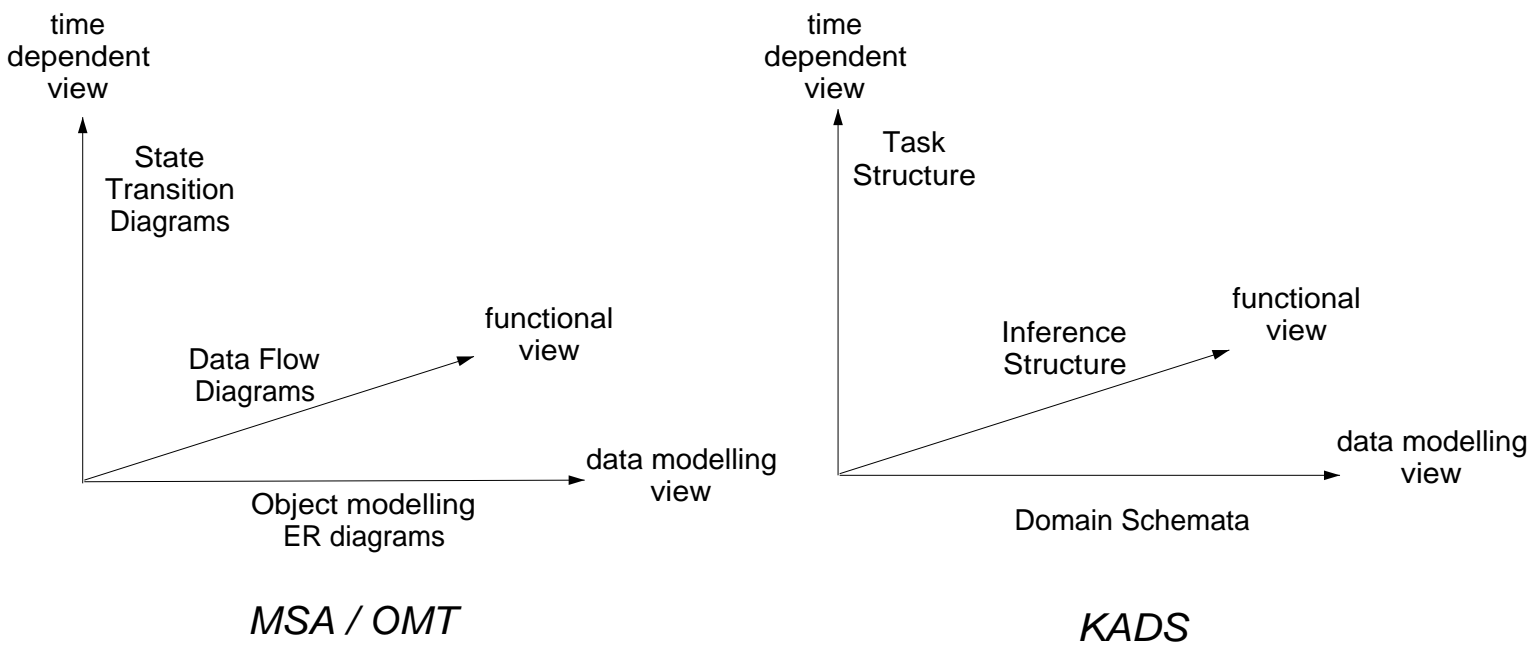 time
dependent
view
State
Transition
Diagrams
Data Flow
Diagrams
functional
view
data modelling
view
Object modelling
ER diagrams
MSA / OMT
time
dependent
view
Task
Structure
Inference
Structure
functional
view
data modelling
view
Domain Schemata
KADS